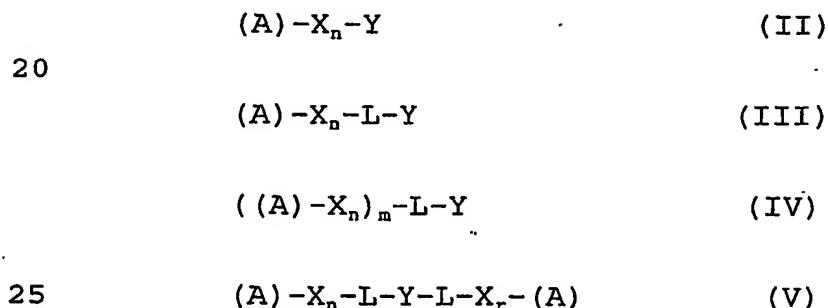 (A)-Xₙ-Y (II)
20
(A)-Xₙ-L-Y (III)
((A)-Xₙ)ₘ-L-Y (IV)
25 (A)-Xₙ-L-Y-L-Xᵣ-(A) (V)